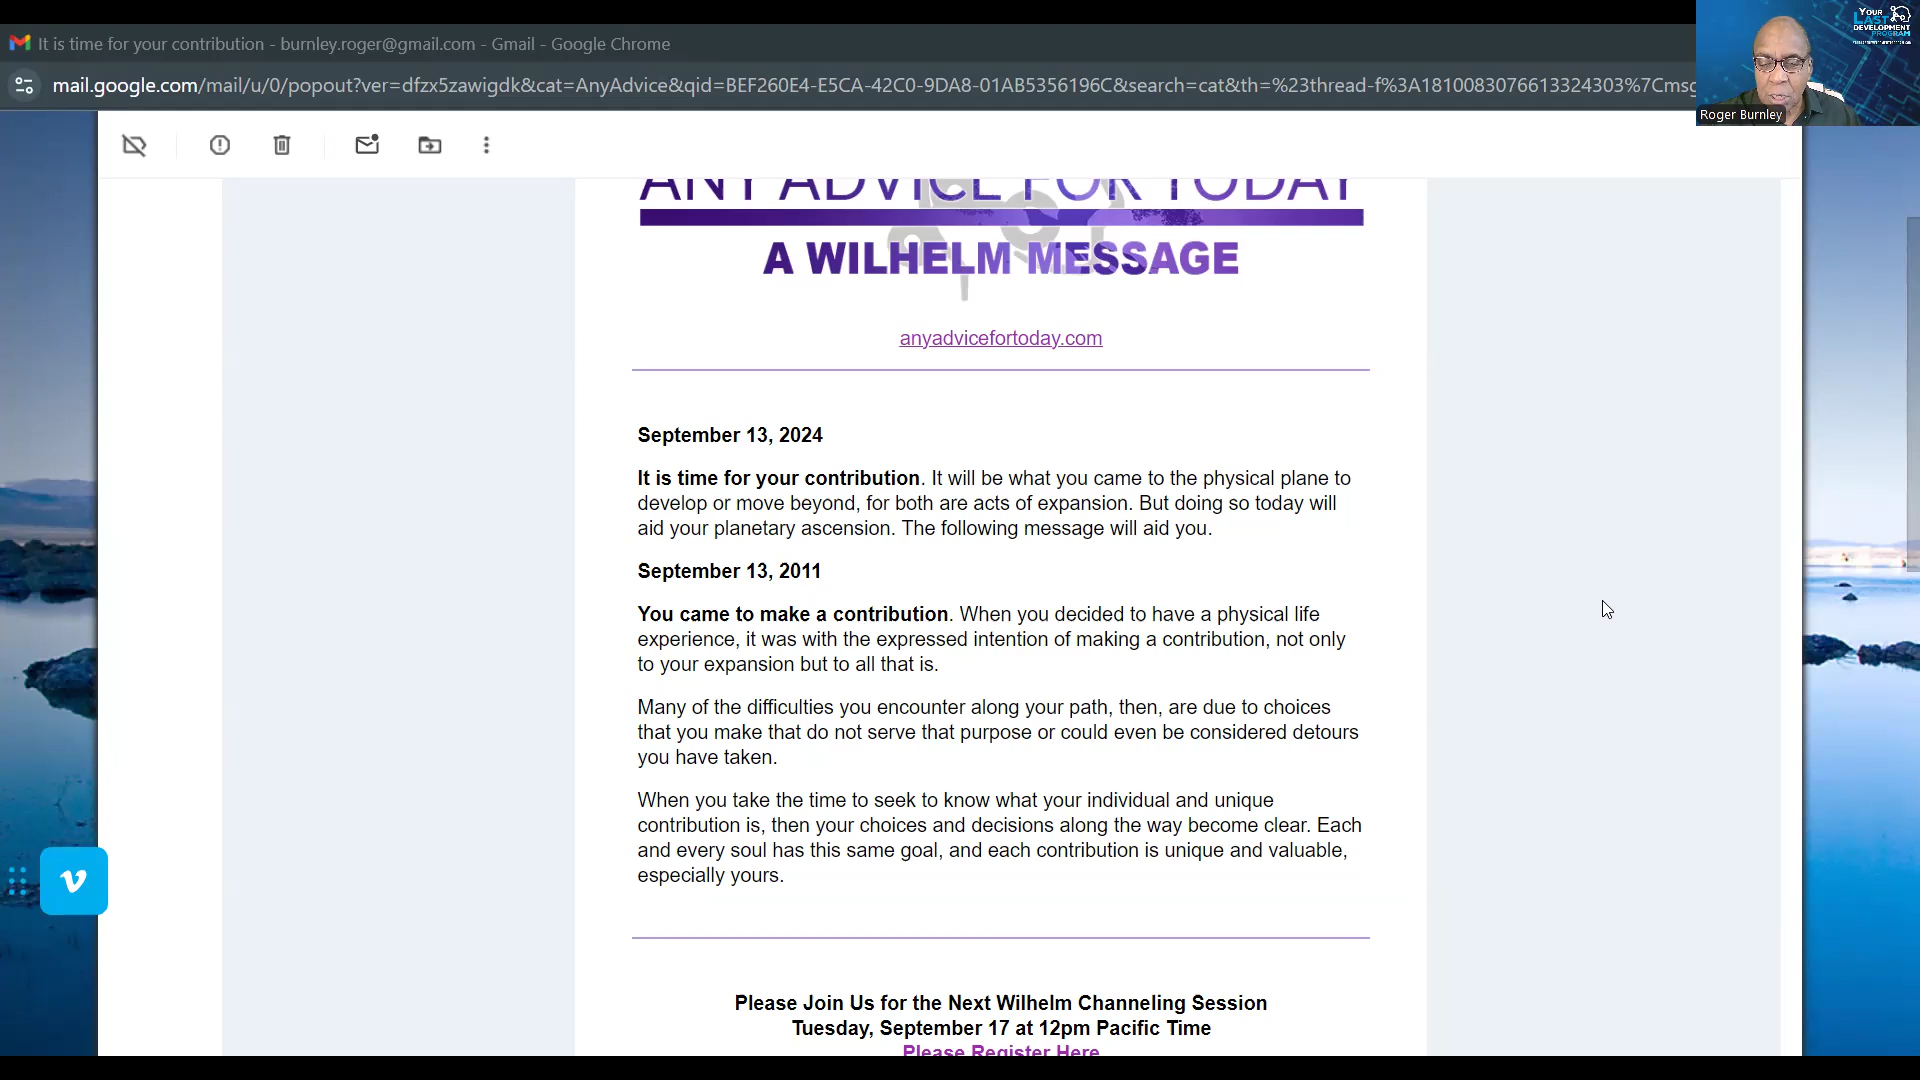 It is time for your contribution - burnley.roger@gmail.com - Gmail - Google Chrome
mail.google.com/mail/u/0/popout?ver=dfzx5zawigdk&cat=AnyAdvice&qid=BEF260E4-E5CA-42C0-9DA8-01AB5356196C&search=cat&th=%23thread-f%3A1810083076613324303%7Cmsg
YOUR
LAST
DEVELOPMENT
PROGRAM
Roger Burnley
ANY ADVICE FOR TODAY
A WILHELM MESSAGE
anyadvicefortoday.com
September 13, 2024
It is time for your contribution. It will be what you came to the physical plane to
develop or move beyond, for both are acts of expansion. But doing so today will
aid your planetary ascension. The following message will aid you.
September 13, 2011
You came to make a contribution. When you decided to have a physical life
experience, it was with the expressed intention of making a contribution, not only
to your expansion but to all that is.
Many of the difficulties you encounter along your path, then, are due to choices
that you make that do not serve that purpose or could even be considered detours
you have taken.
When you take the time to seek to know what your individual and unique
contribution is, then your choices and decisions along the way become clear. Each
and every soul has this same goal, and each contribution is unique and valuable,
especially yours.
Please Join Us for the Next Wilhelm Channeling Session
Tuesday, September 17 at 12pm Pacific Time
Please Register Here